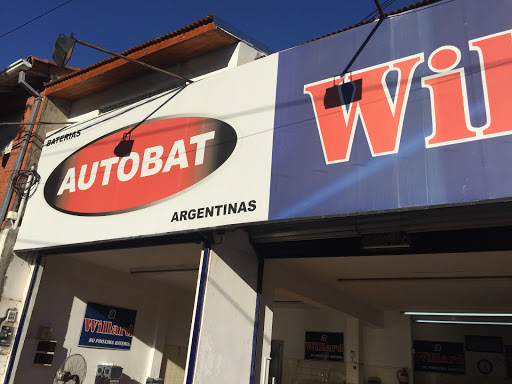 BATERIAS
AUTOBAT
ARGENTINAS
Wil
Willard
SU PROXIMA BATERIA
Willard
Willard